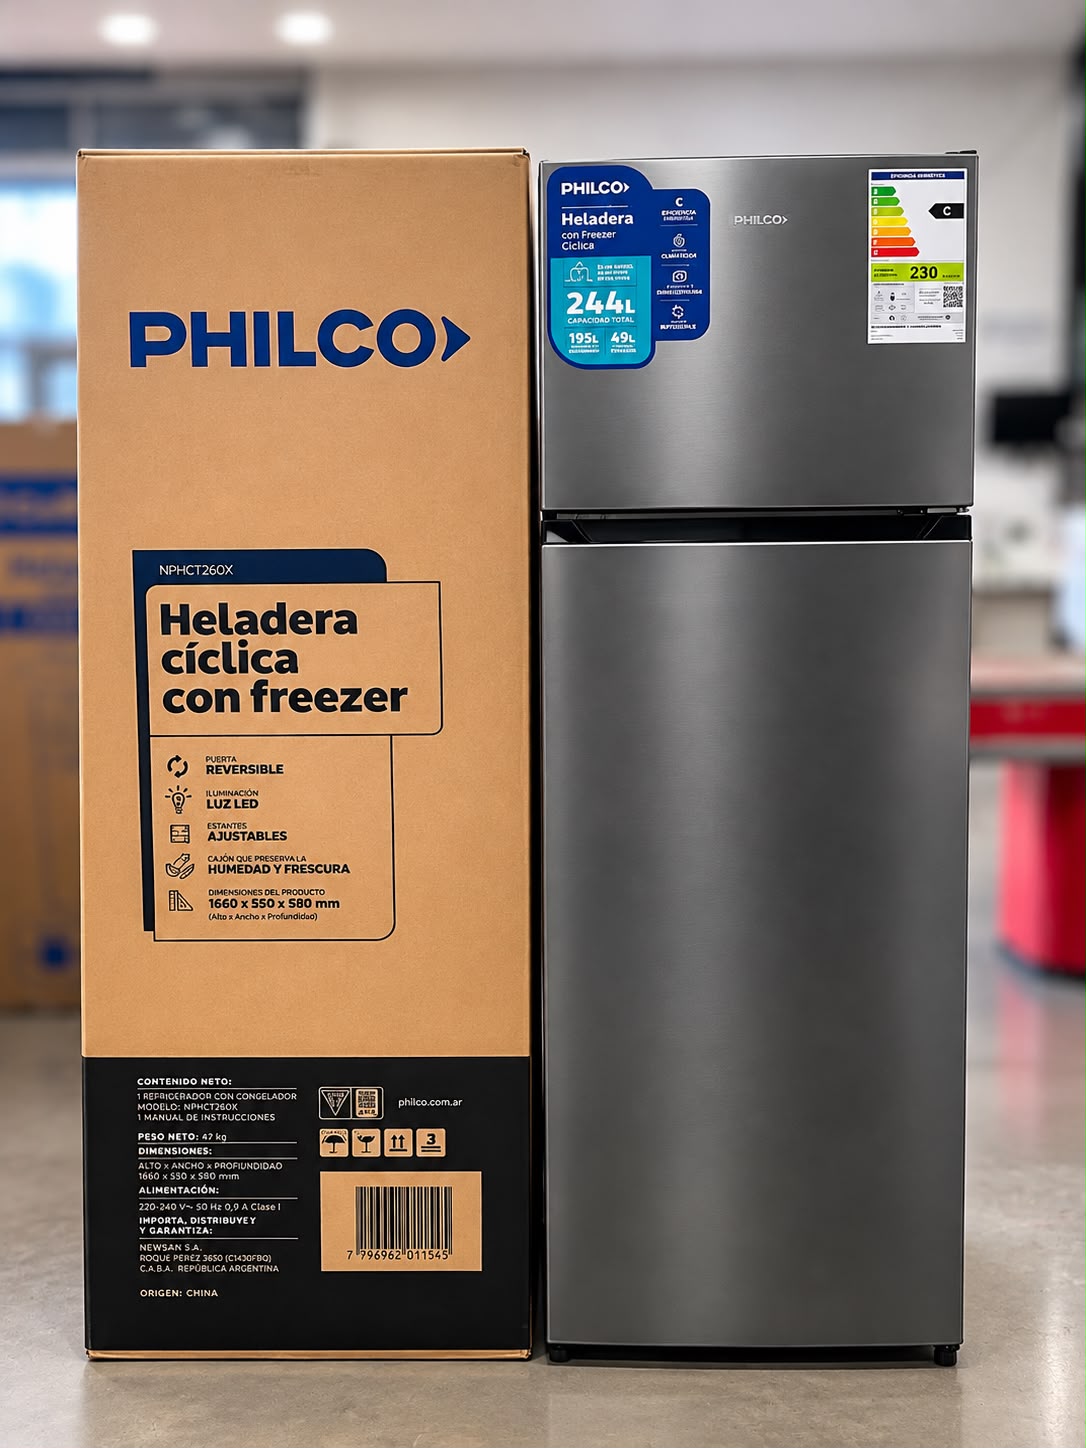 PHILCO
NPHCT260X
Heladera
cíclica
con freezer
PUERTA
REVERSIBLE
ILUMINACIÓN
LUZ LED
ESTANTES
AJUSTABLES
CAJÓN QUE PRESERVA LA
HUMEDAD Y FRESCURA
DIMENSIONES DEL PRODUCTO
1660 x 550 x 580 mm
(Alto x Ancho x Profundidad)
CONTENIDO NETO:
1 REFRIGERADOR CON CONGELADOR
MODELO: NPHCT260X
1 MANUAL DE INSTRUCCIONES
PESO NETO: 47 kg
DIMENSIONES:
ALTO x ANCHO x PROFIUNDIDAD
1660 x 550 x 580 mm
ALIMENTACIÓN:
220-240 V~ 50 Hz 0,9 A Clase I
IMPORTA, DISTRIBUYE Y
Y GARANTIZA:
NEWSAN S.A.
ROQUE PEREZ 3650 (C1430FBO)
C.A.B.A. REPÚBLICA ARGENTINA
ORIGEN: CHINA
philco.com.ar
3
7 796962 011545
PHILCO
Heladera
con Freezer
Cíclica
244L
CAPACIDAD TOTAL
195L
49L
C
PHILCO
C
230